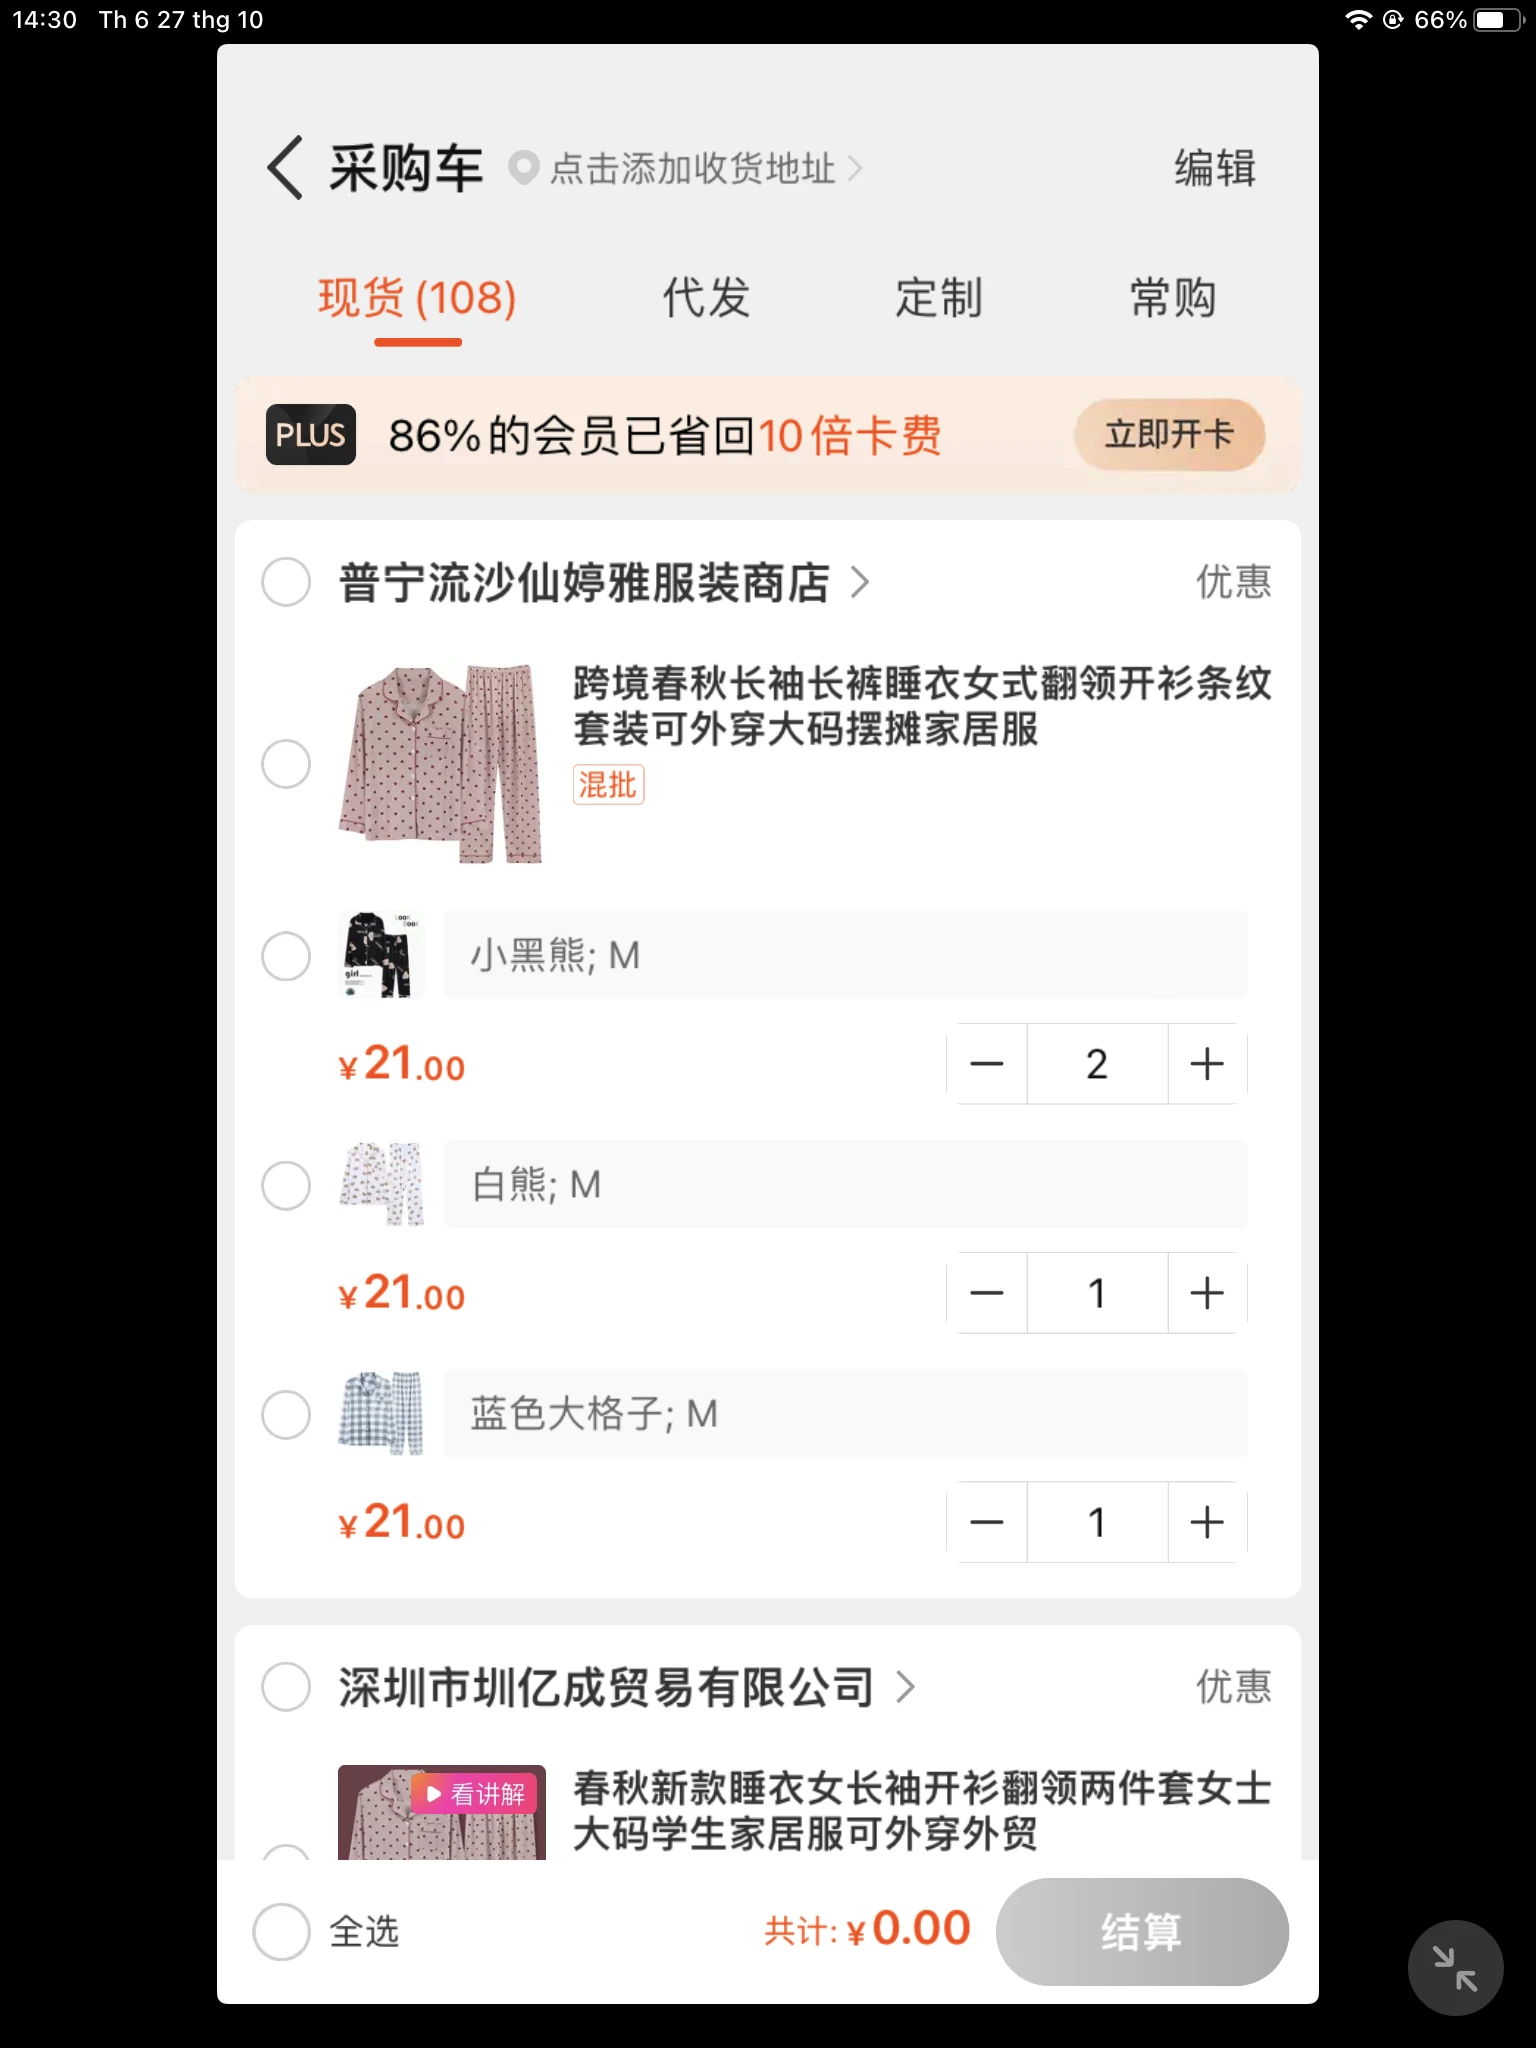 14:30 Th 6 27 thg 10 66%
采购车 点击添加收货地址 编辑
现货(108) 代发 定制 常购
PLUS 86%的会员已省回10倍卡费 立即开卡
普宁流沙仙婷雅服装商店 优惠
跨境春秋长袖长裤睡衣女式翻领开衫条纹
套装可外穿大码摆摊家居服
混批
LOOK
BOOK
girl
小黑熊; M
¥21.00 2
白熊; M
¥21.00 1
蓝色大格子; M
¥21.00 1
深圳市圳亿成贸易有限公司 优惠
看讲解
春秋新款睡衣女长袖开衫翻领两件套女士
大码学生家居服可外穿外贸
全选 共计: ¥0.00 结算